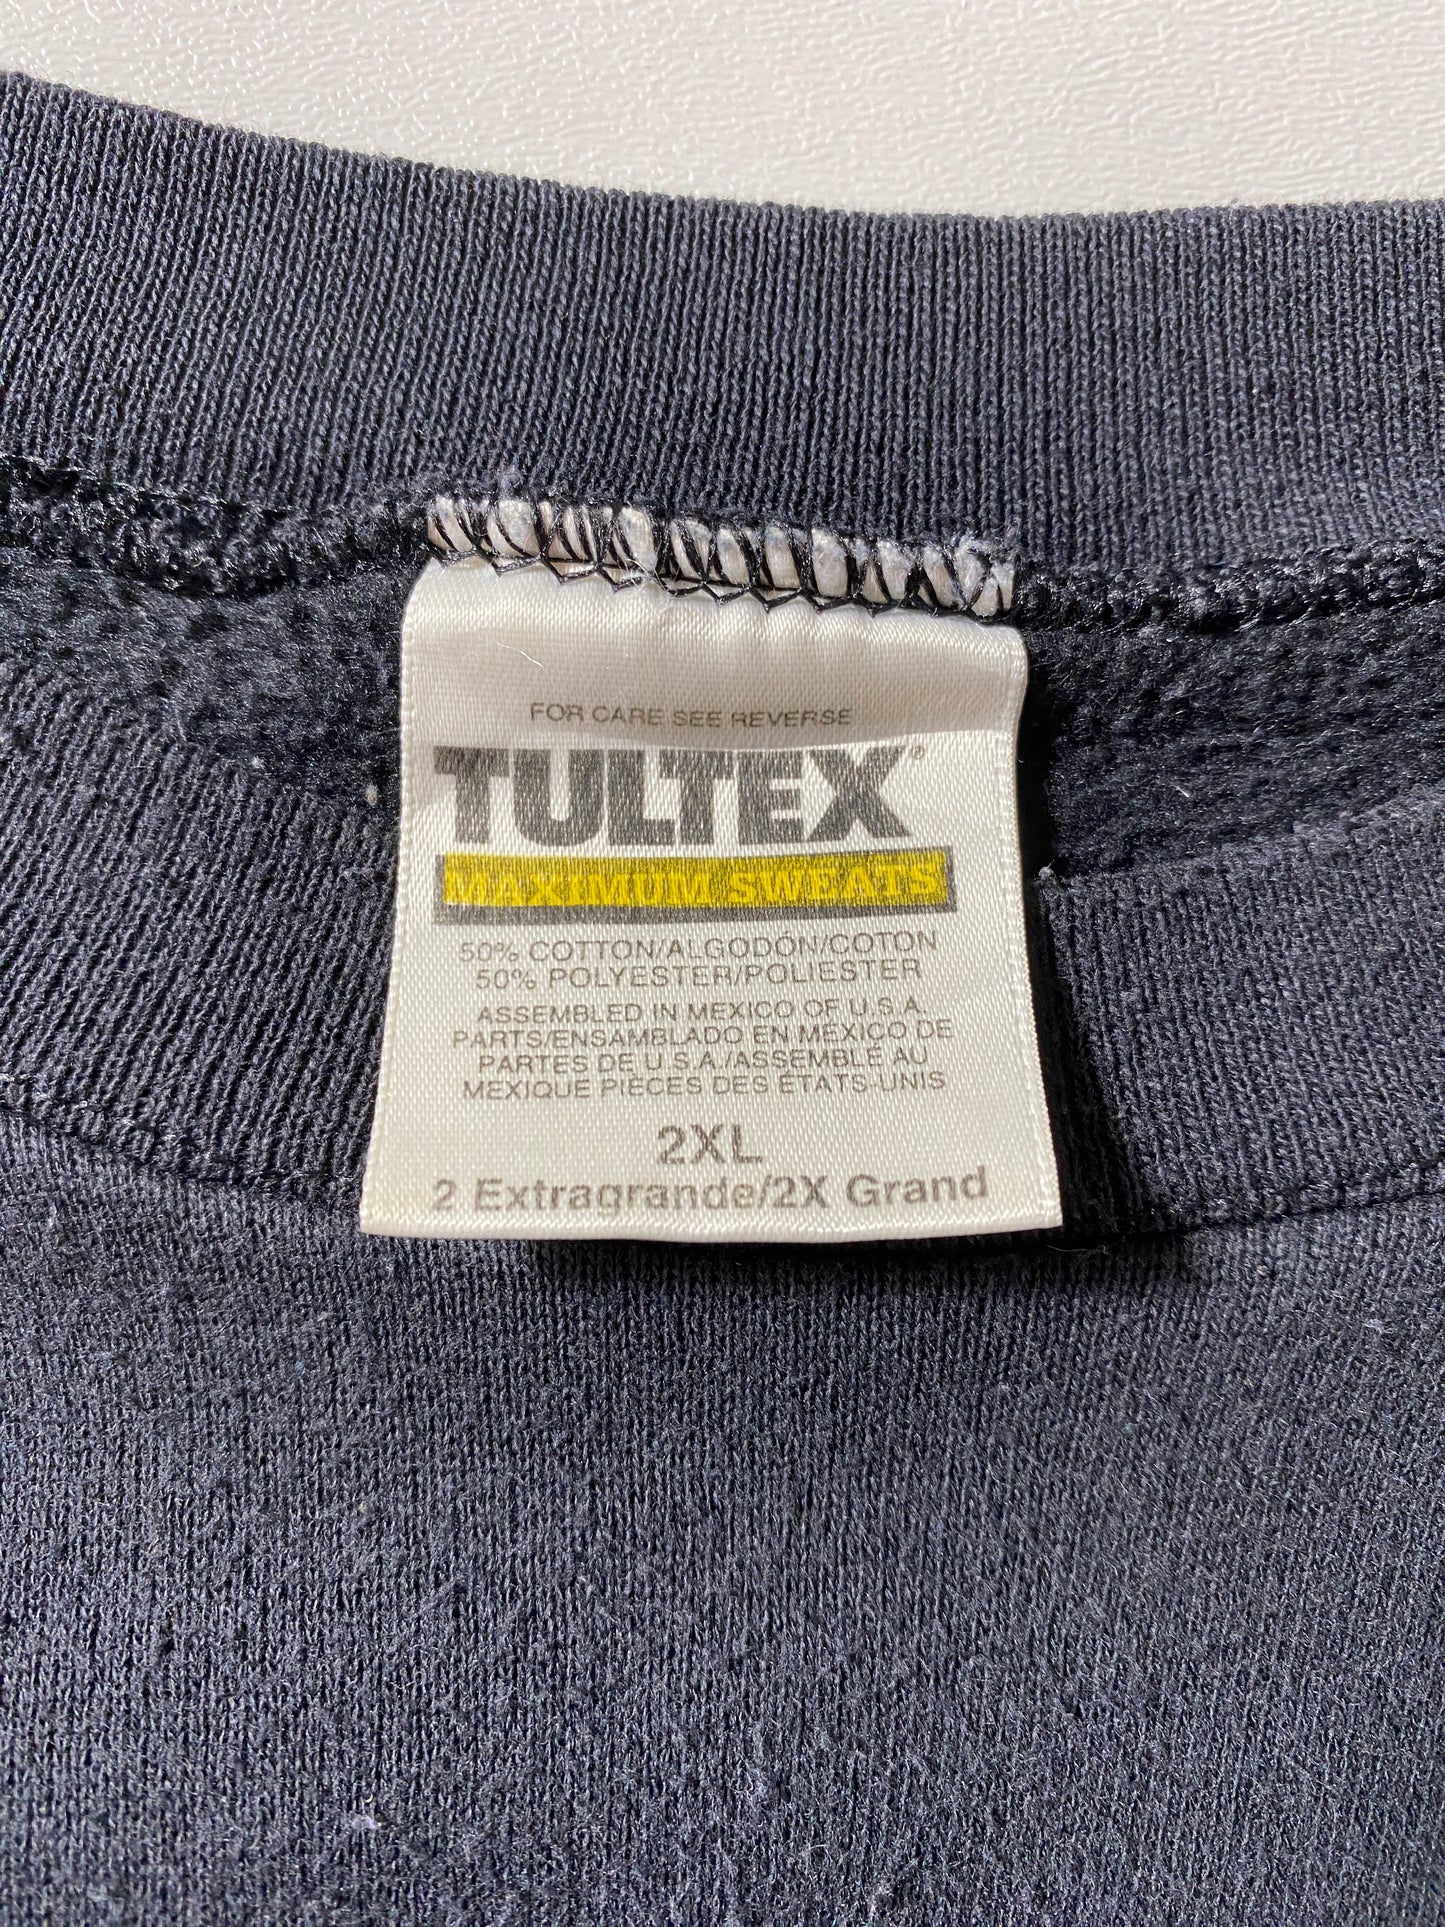 FOR CARE SEE REVERSE
TULTEX®
MAXIMUM SWEATS
50% COTTON/ALGODÓN/COTON
50% POLYESTER/POLIESTER
ASSEMBLED IN MEXICO OF U.S.A.
PARTS/ENSAMBLADO EN MÉXICO DE
PARTES DE U.S.A./ASSEMBLÉ AU
MEXIQUE PIÈCES DES ÉTATS-UNIS
2XL
2 Extragrande/2X Grand